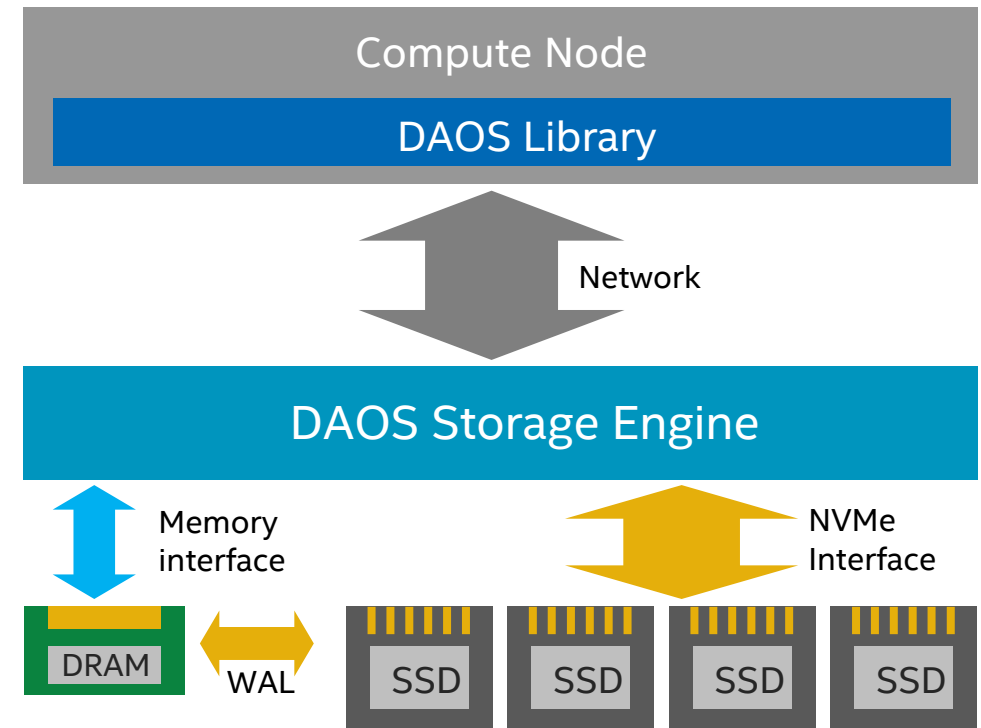 Compute Node
DAOS Library
Network
DAOS Storage Engine
Memory
interface
NVMe
Interface
DRAM
WAL
SSD
SSD
SSD
SSD